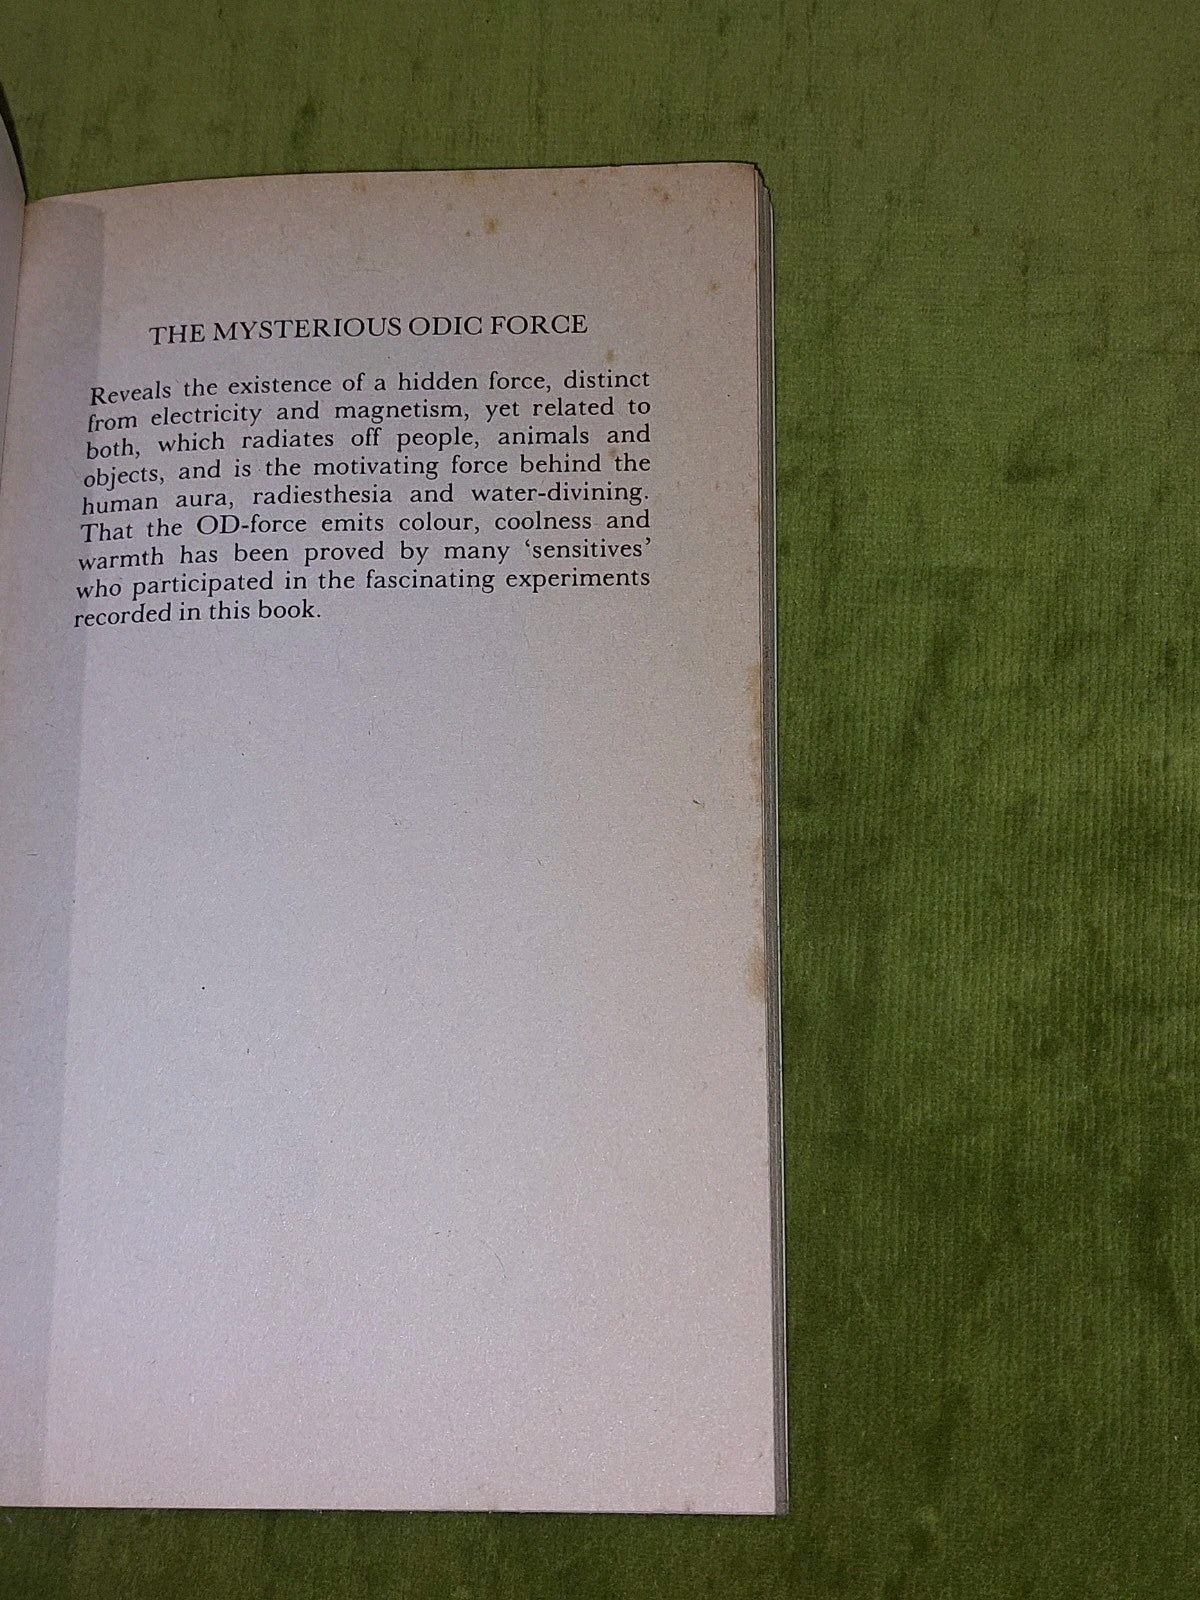 THE MYSTERIOUS ODIC FORCE
Reveals the existence of a hidden force, distinct
from electricity and magnetism, yet related to
both, which radiates off people, animals and
objects, and is the motivating force behind the
human aura, radiesthesia and water-divining.
That the OD-force emits colour, coolness and
warmth has been proved by many ‘sensitives’
who participated in the fascinating experiments
recorded in this book.